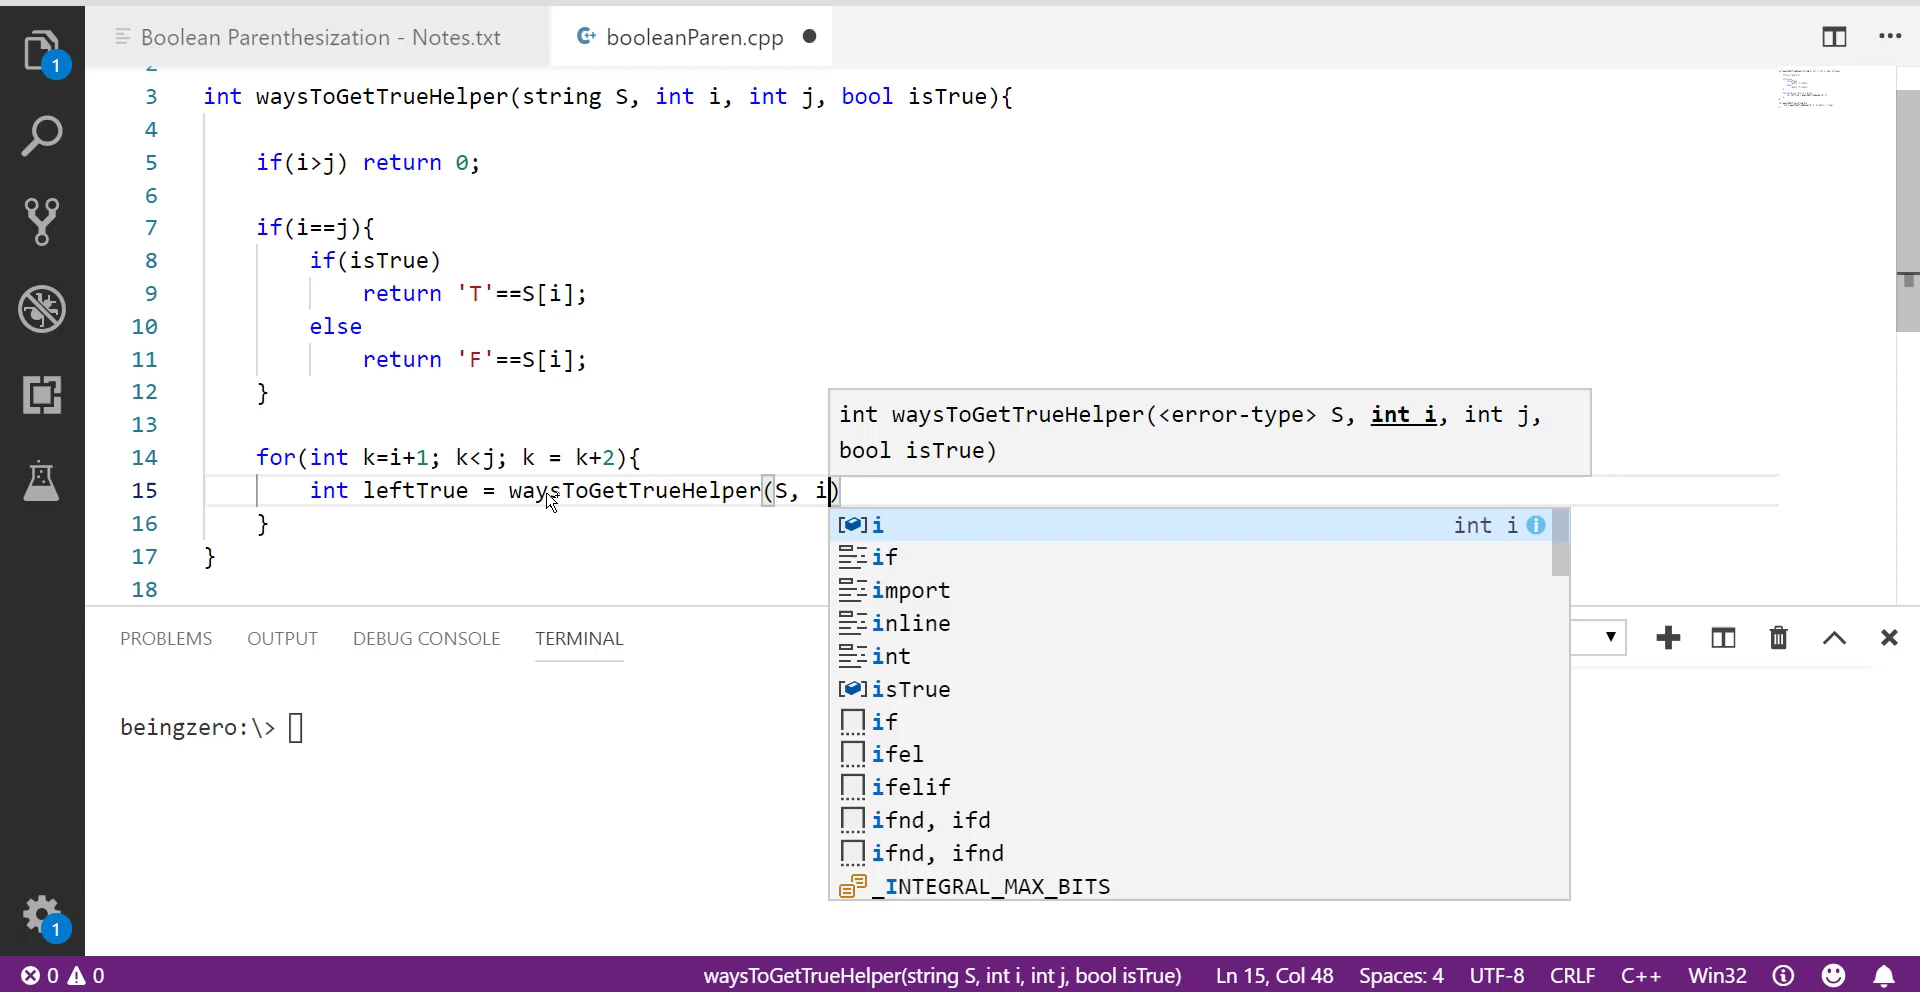 1
Boolean Parenthesization - Notes.txt
booleanParen.cpp
2
3 int waysToGetTrueHelper(string S, int i, int j, bool isTrue){
4
5 if(i>j) return 0;
6
7 if(i==j){
8 if(isTrue)
9 return 'T'==S[i];
10 else
11 return 'F'==S[i];
12 }
13
14 for(int k=i+1; k<j; k = k+2){
15 int leftTrue = waysToGetTrueHelper(S, i)
16 }
17 }
18
int waysToGetTrueHelper(<error-type> S, int i, int j,
bool isTrue)
i int i
if
import
inline
int
isTrue
if
ifel
ifelif
ifnd, ifd
ifnd, ifnd
_INTEGRAL_MAX_BITS
PROBLEMS OUTPUT DEBUG CONSOLE TERMINAL
beingzero:\>
1
0 0 waysToGetTrueHelper(string S, int i, int j, bool isTrue) Ln 15, Col 48 Spaces: 4 UTF-8 CRLF C++ Win32